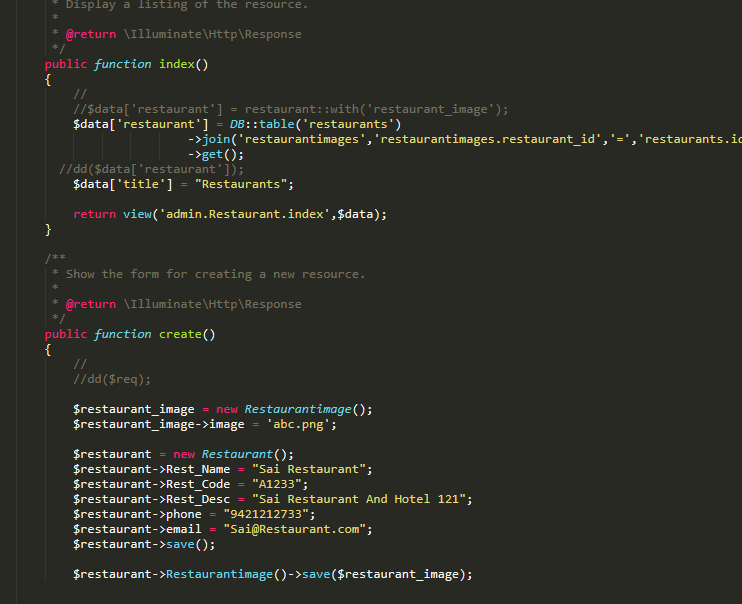 * Display a listing of the resource.
*
* @return \Illuminate\Http\Response
*/
public function index()
{
//
//$data['restaurant'] = restaurant::with('restaurant_image');
$data['restaurant'] = DB::table('restaurants')
->join('restaurantimages','restaurantimages.restaurant_id','=','restaurants.id
->get();
//dd($data['restaurant']);
$data['title'] = "Restaurants";
return view('admin.Restaurant.index',$data);
}
/**
* Show the form for creating a new resource.
*
* @return \Illuminate\Http\Response
*/
public function create()
{
//
//dd($req);
$restaurant_image = new Restaurantimage();
$restaurant_image->image = 'abc.png';
$restaurant = new Restaurant();
$restaurant->Rest_Name = "Sai Restaurant";
$restaurant->Rest_Code = "A1233";
$restaurant->Rest_Desc = "Sai Restaurant And Hotel 121";
$restaurant->phone = "9421212733";
$restaurant->email = "Sai@Restaurant.com";
$restaurant->save();
$restaurant->Restaurantimage()->save($restaurant_image);